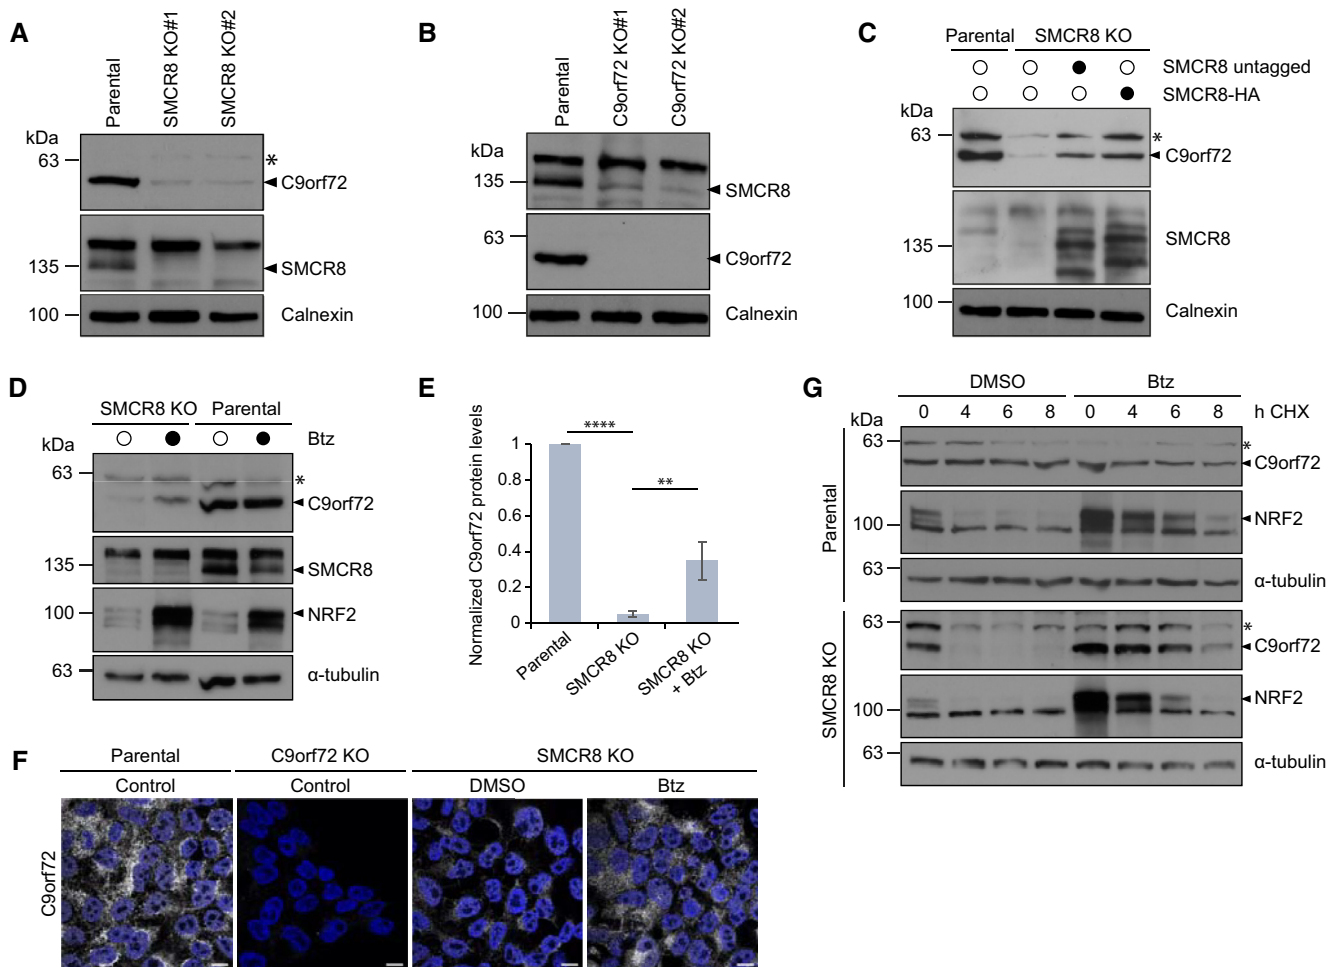 A
Parental
SMCR8 KO#1
SMCR8 KO#2
kDa
63
*
C9orf72
135
SMCR8
100
Calnexin
B
Parental
C9orf72 KO#1
C9orf72 KO#2
kDa
135
SMCR8
63
C9orf72
100
Calnexin
C
Parental SMCR8 KO
SMCR8 untagged
SMCR8-HA
kDa
63
*
C9orf72
135
SMCR8
100
Calnexin
D
SMCR8 KO Parental
Btz
kDa
63
*
C9orf72
135
SMCR8
100
NRF2
63
α-tubulin
E
Normalized C9orf72 protein levels
1
0.8
0.6
0.4
0.2
0
****
**
Parental
SMCR8 KO
SMCR8 KO
+ Btz
F
Parental C9orf72 KO SMCR8 KO
Control Control DMSO Btz
C9orf72
G
DMSO Btz
0 4 6 8 0 4 6 8 h CHX
kDa
Parental
63
*
C9orf72
100
NRF2
63
α-tubulin
SMCR8 KO
63
*
C9orf72
100
NRF2
63
α-tubulin